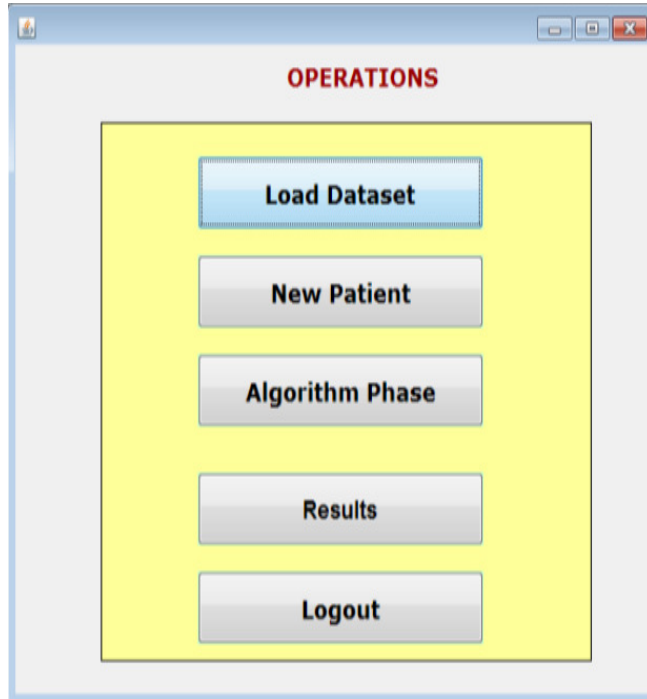 OPERATIONS
Load Dataset
New Patient
Algorithm Phase
Results
Logout